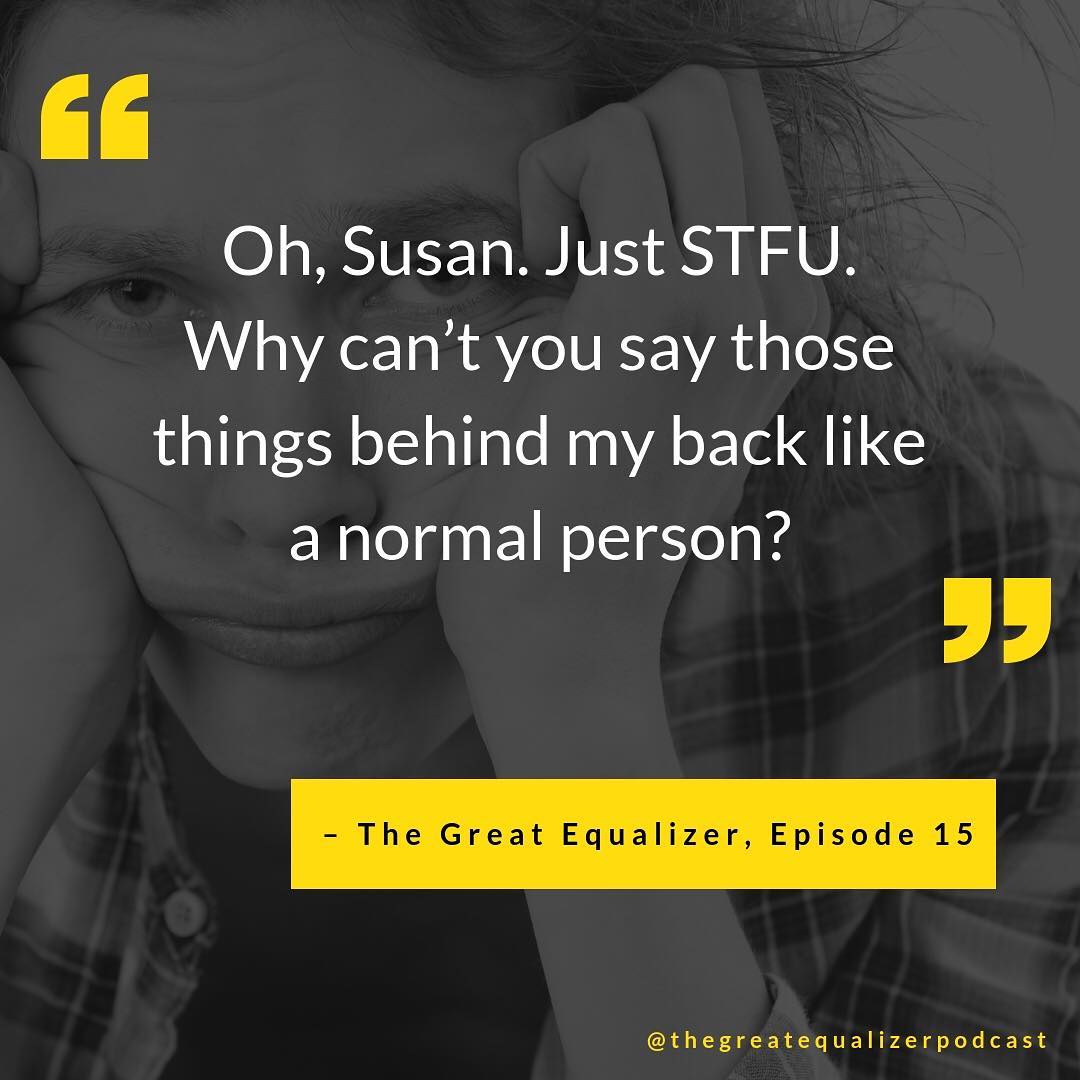 “
Oh, Susan. Just STFU.
Why can’t you say those
things behind my back like
a normal person?
”
– The Great Equalizer, Episode 15
@thegreatequalizerpodcast